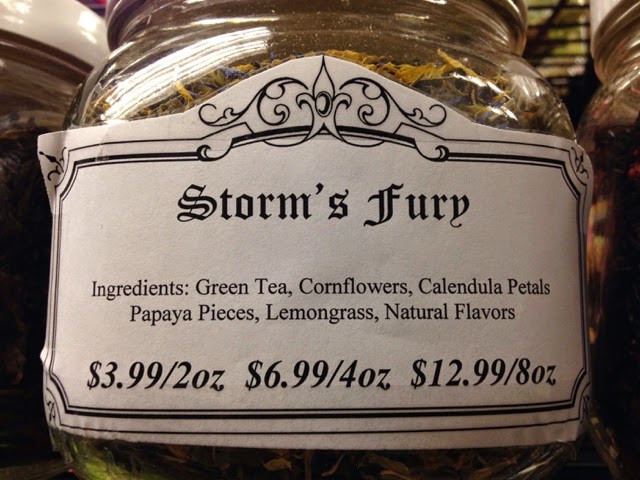 Storm's Fury
Ingredients: Green Tea, Cornflowers, Calendula Petals
Papaya Pieces, Lemongrass, Natural Flavors
$3.99/2oz $6.99/4oz $12.99/8oz